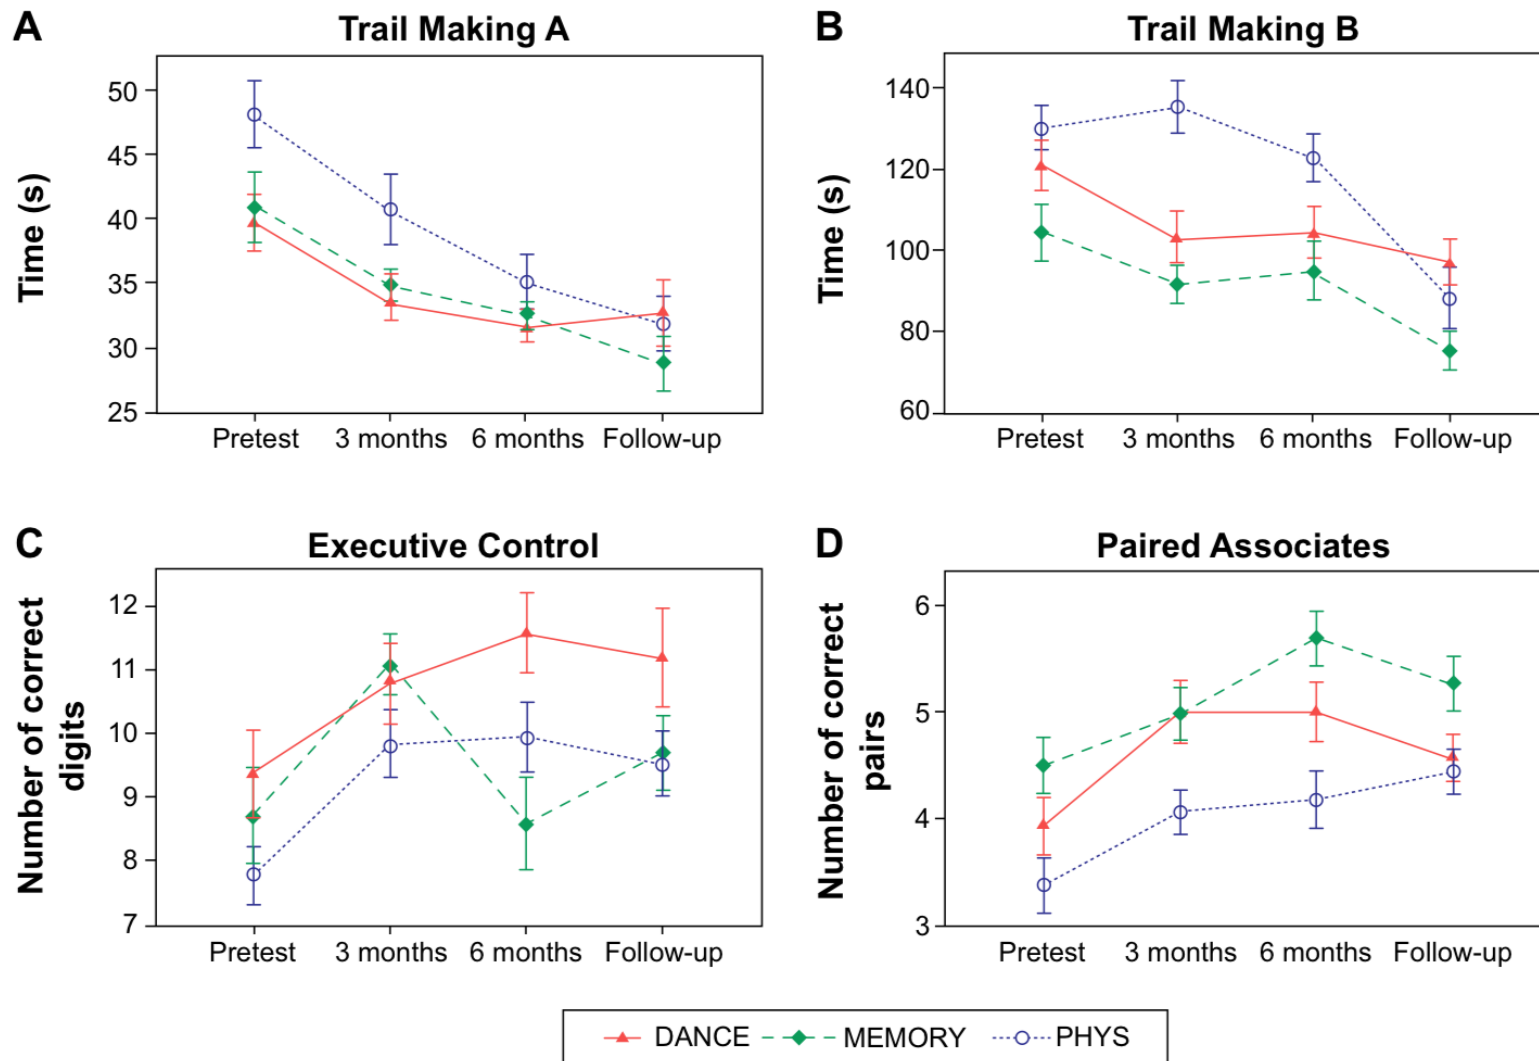 A
Trail Making A
Time (s)
50
45
40
35
30
25
Pretest 3 months 6 months Follow-up
B
Trail Making B
Time (s)
140
120
100
80
60
Pretest 3 months 6 months Follow-up
C
Executive Control
Number of correct
digits
12
11
10
9
8
7
Pretest 3 months 6 months Follow-up
D
Paired Associates
Number of correct
pairs
6
5
4
3
Pretest 3 months 6 months Follow-up
DANCE MEMORY PHYS